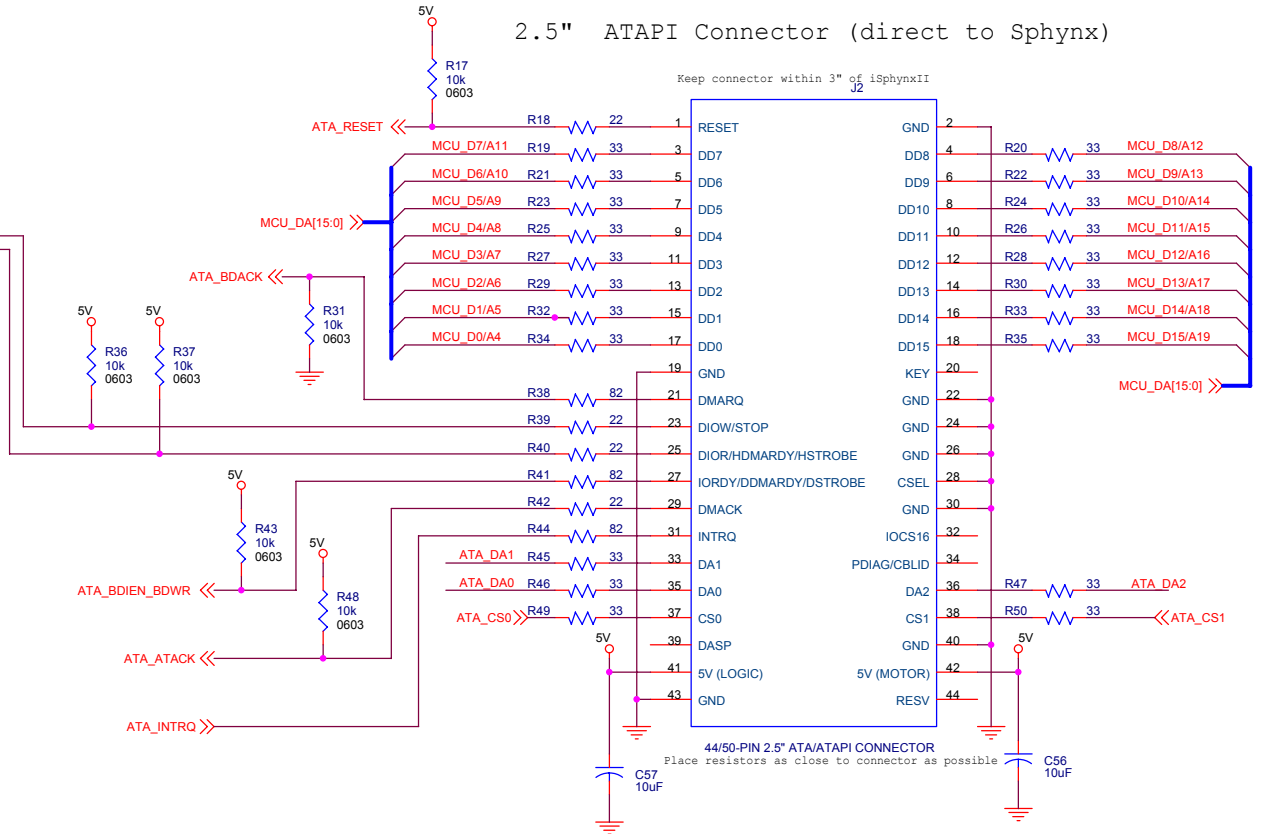 5V
2.5"  ATAPI Connector (direct to Sphynx)
R17
10k
0603
Keep connector within 3" of iSphynxII
J2
ATA_RESET R18 22 1 RESET GND 2
MCU_D7/A11 R19 33 3 DD7 DD8 4 R20 33 MCU_D8/A12
MCU_D6/A10 R21 33 5 DD6 DD9 6 R22 33 MCU_D9/A13
MCU_D5/A9 R23 33 7 DD5 DD10 8 R24 33 MCU_D10/A14
MCU_DA[15:0]
MCU_D4/A8 R25 33 9 DD4 DD11 10 R26 33 MCU_D11/A15
MCU_D3/A7 R27 33 11 DD3 DD12 12 R28 33 MCU_D12/A16
ATA_BDACK
MCU_D2/A6 R29 33 13 DD2 DD13 14 R30 33 MCU_D13/A17
5V 5V
R31
10k
0603
MCU_D1/A5 R32 33 15 DD1 DD14 16 R33 33 MCU_D14/A18
MCU_D0/A4 R34 33 17 DD0 DD15 18 R35 33 MCU_D15/A19
R36
10k
0603
R37
10k
0603
19 GND KEY 20
MCU_DA[15:0]
R38 82 21 DMARQ GND 22
R39 22 23 DIOW/STOP GND 24
R40 22 25 DIOR/HDMARDY/HSTROBE GND 26
5V
R41 82 27 IORDY/DDMARDY/DSTROBE CSEL 28
R42 22 29 DMACK GND 30
R43
10k
0603
R44 82 31 INTRQ IOCS16 32
5V
ATA_DA1 R45 33 33 DA1 PDIAG/CBLID 34
ATA_BDIEN_BDWR
ATA_DA0 R46 33 35 DA0 DA2 36 R47 33 ATA_DA2
R48
10k
0603
ATA_CS0 R49 33 37 CS0 CS1 38 R50 33 ATA_CS1
5V 39 DASP GND 40 5V
ATA_ATACK
41 5V (LOGIC) 5V (MOTOR) 42
43 GND RESV 44
ATA_INTRQ
44/50-PIN 2.5" ATA/ATAPI CONNECTOR
Place resistors as close to connector as possible
C57
10uF
C56
10uF